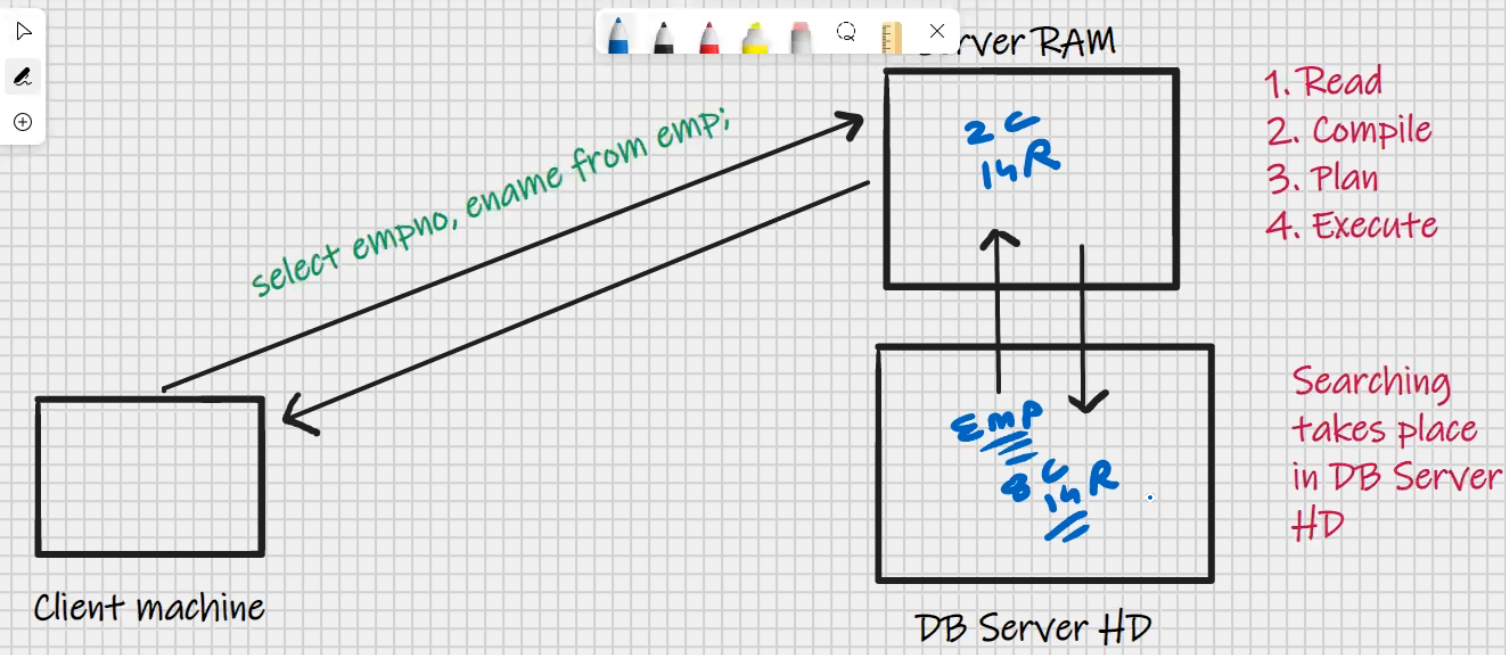 rver RAM
1. Read
2. Compile
3. Plan
4. Execute
2 C
14 R
select empno, ename from emp;
Searching
takes place
in DB Server
HD
Emp
8 C
14 R
Client machine
DB Server HD